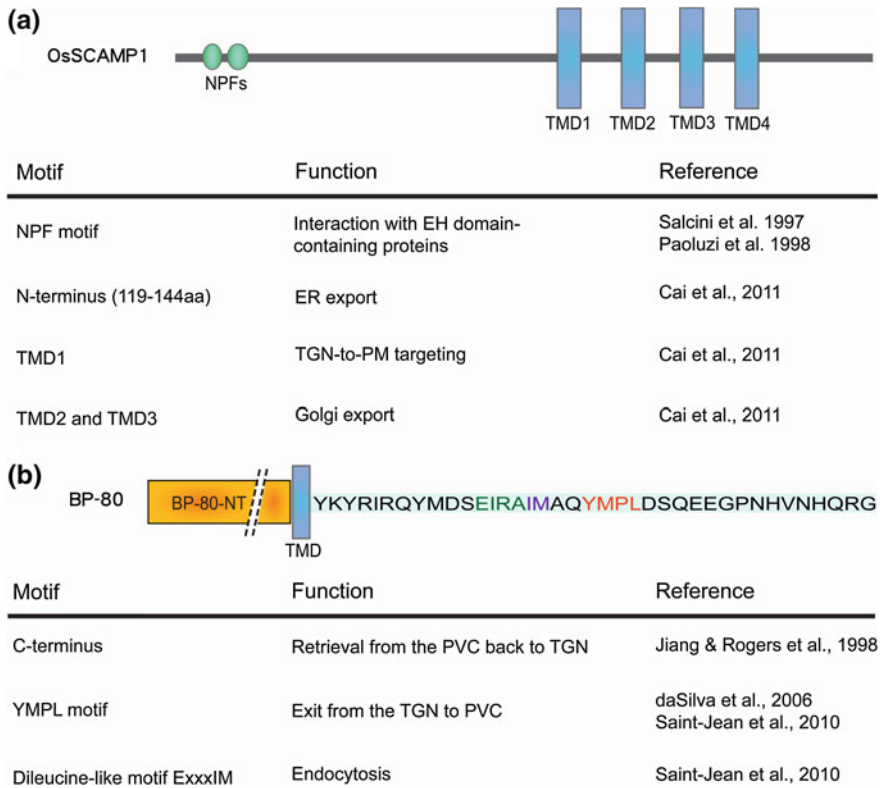 (a)
OsSCAMP1
NPFs
TMD1 TMD2 TMD3 TMD4
Motif Function Reference
NPF motif Interaction with EH domain-containing proteins Salcini et al. 1997
Paoluzi et al. 1998
N-terminus (119-144aa) ER export Cai et al., 2011
TMD1 TGN-to-PM targeting Cai et al., 2011
TMD2 and TMD3 Golgi export Cai et al., 2011
(b)
BP-80 BP-80-NT YKYRIRQYMDSEIRAIMAQYMPLDSQEEGPNHVNHQRG
TMD
Motif Function Reference
C-terminus Retrieval from the PVC back to TGN Jiang & Rogers et al., 1998
YMPL motif Exit from the TGN to PVC daSilva et al., 2006
Saint-Jean et al., 2010
Dileucine-like motif ExxxIM Endocytosis Saint-Jean et al., 2010